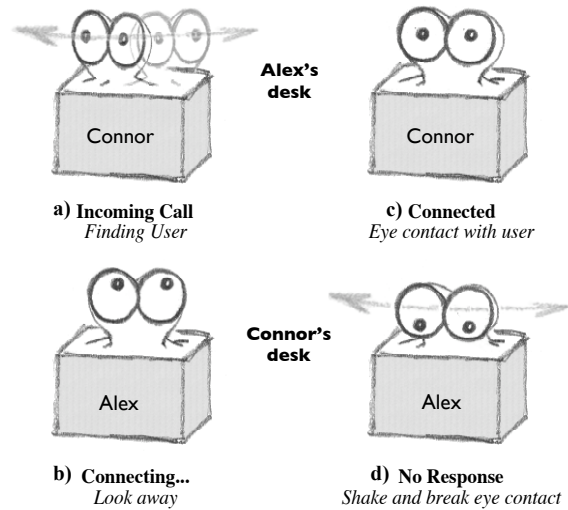 Alex's
desk
Connor
Connor
a) Incoming Call
Finding User
c) Connected
Eye contact with user
Connor's
desk
Alex
Alex
b) Connecting...
Look away
d) No Response
Shake and break eye contact